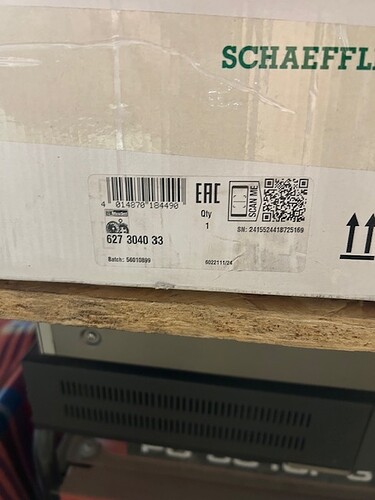 SCHAEFFL
4 014870 184490
EAC
Qty
1
SCAN ME
SN: 2415524418725169
627 3040 33
Batch: 56010899
6022111/24